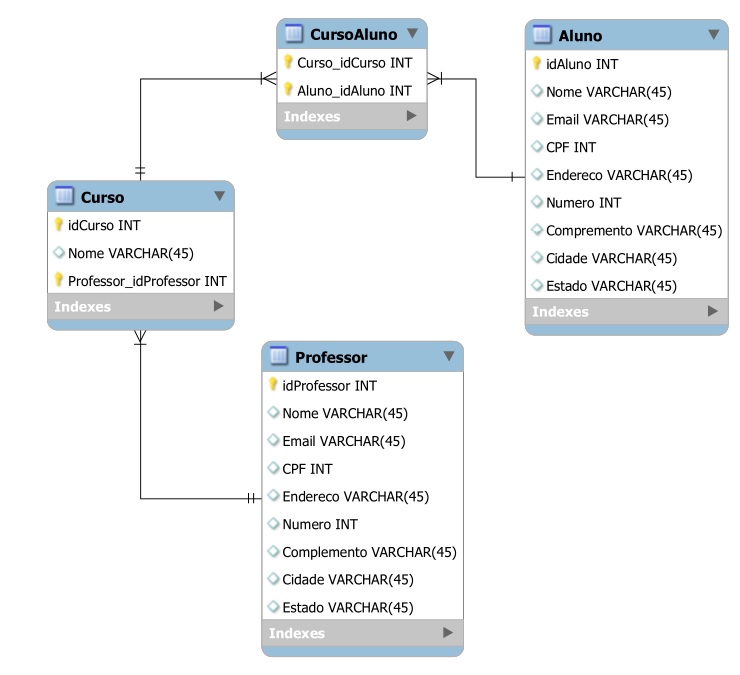 CursoAluno
Curso_idCurso INT
Aluno_idAluno INT
Indexes
Aluno
idAluno INT
Nome VARCHAR(45)
Email VARCHAR(45)
CPF INT
Endereco VARCHAR(45)
Numero INT
Compremento VARCHAR(45)
Cidade VARCHAR(45)
Estado VARCHAR(45)
Indexes
Curso
idCurso INT
Nome VARCHAR(45)
Professor_idProfessor INT
Indexes
Professor
idProfessor INT
Nome VARCHAR(45)
Email VARCHAR(45)
CPF INT
Endereco VARCHAR(45)
Numero INT
Complemento VARCHAR(45)
Cidade VARCHAR(45)
Estado VARCHAR(45)
Indexes